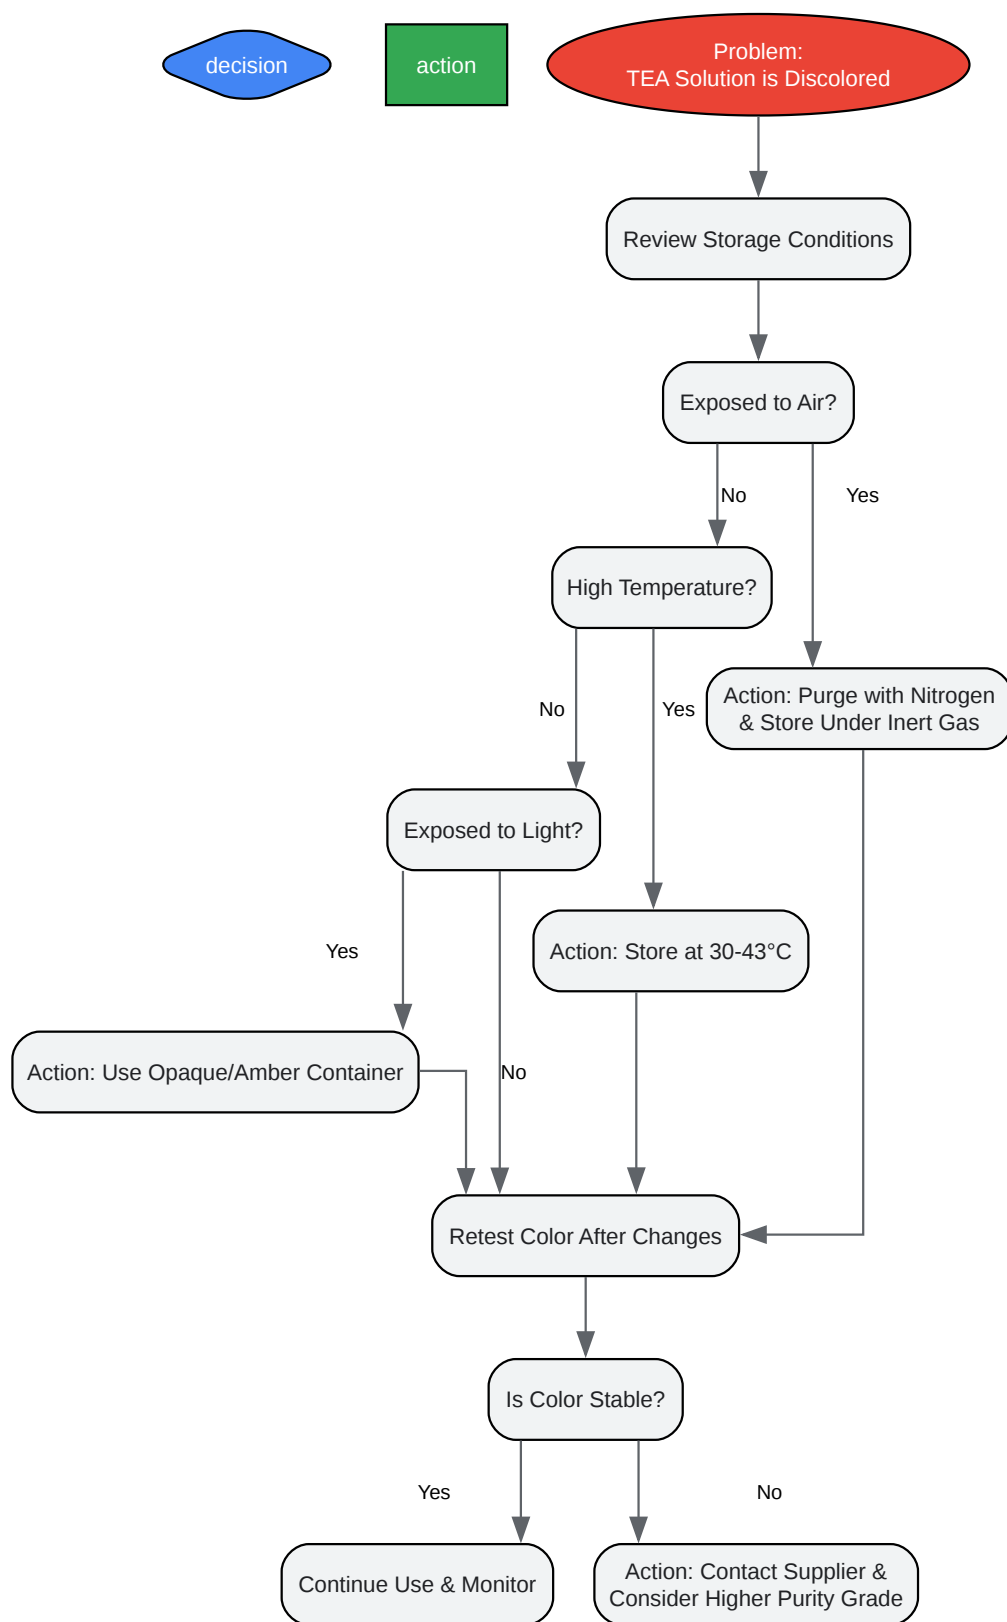 decision
action
Problem:
TEA Solution is Discolored
Review Storage Conditions
Exposed to Air?
No
Yes
High Temperature?
No
Yes
Action: Purge with Nitrogen
& Store Under Inert Gas
Exposed to Light?
Yes
Action: Store at 30-43°C
Action: Use Opaque/Amber Container
No
Retest Color After Changes
Is Color Stable?
Yes
No
Continue Use & Monitor
Action: Contact Supplier &
Consider Higher Purity Grade